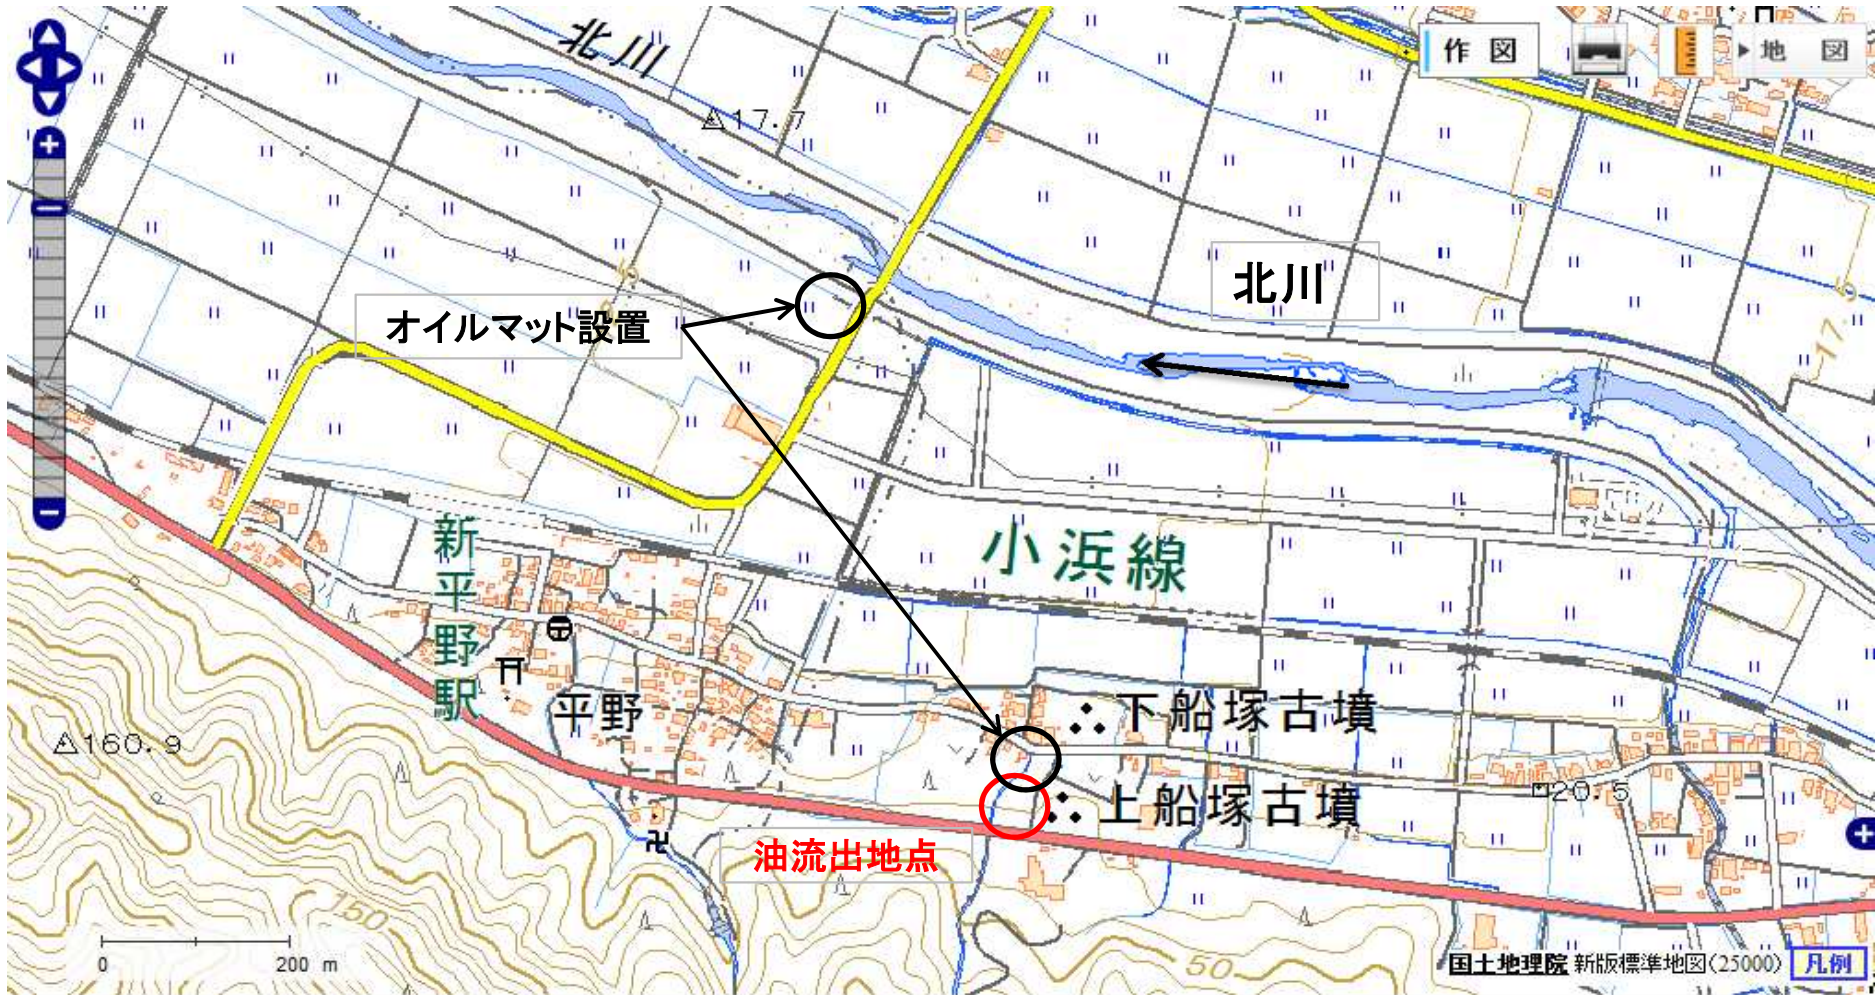 北川
作 図
地 図
17.7
北川
17.5
オイルマット設置
小浜線
新平野駅
平野
下船塚古墳
160.9
20.5
上船塚古墳
油流出地点
150
50
0 200 m
国土地理院 新版標準地図(25000) 凡例